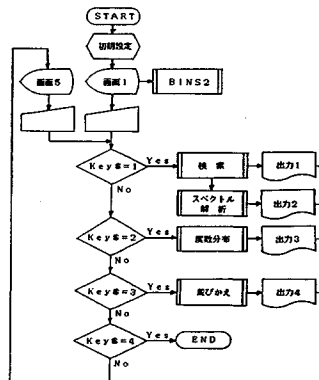 START
初期設定
画面5
画面1
BINS2
Key$=1
Yes
検 索
出力1
No
スペクトル
解 析
出力2
Key$=2
Yes
度数分布
出力3
No
Key$=3
Yes
並びかえ
出力4
No
Key$=4
Yes
END
No